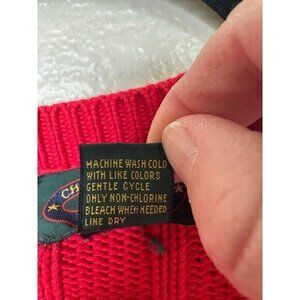 MACHINE WASH COLD
WITH LIKE COLORS
GENTLE CYCLE
ONLY NON-CHLORINE
BLEACH WHEN NEEDED
LINE DRY